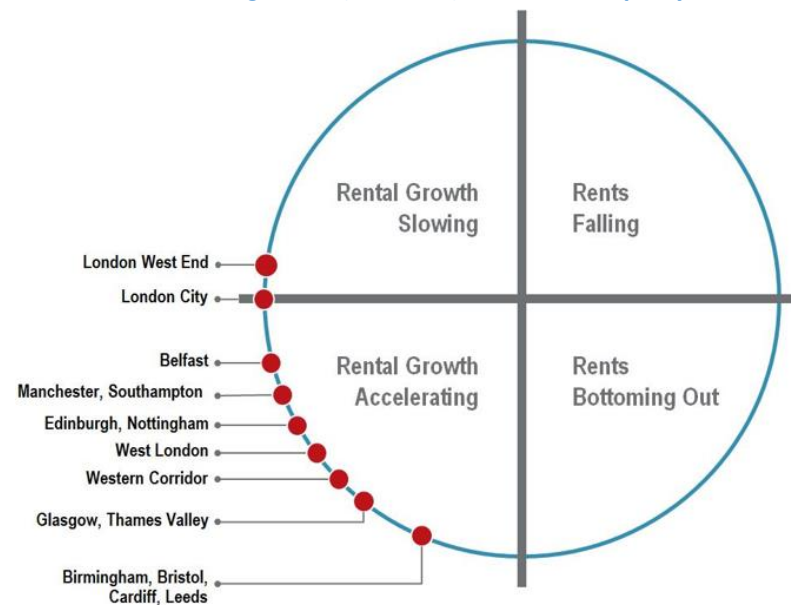 Rental Growth
Slowing
Rents
Falling
London West End
London City
Rental Growth
Accelerating
Rents
Bottoming Out
Belfast
Manchester, Southampton
Edinburgh, Nottingham
West London
Western Corridor
Glasgow, Thames Valley
Birmingham, Bristol,
Cardiff, Leeds